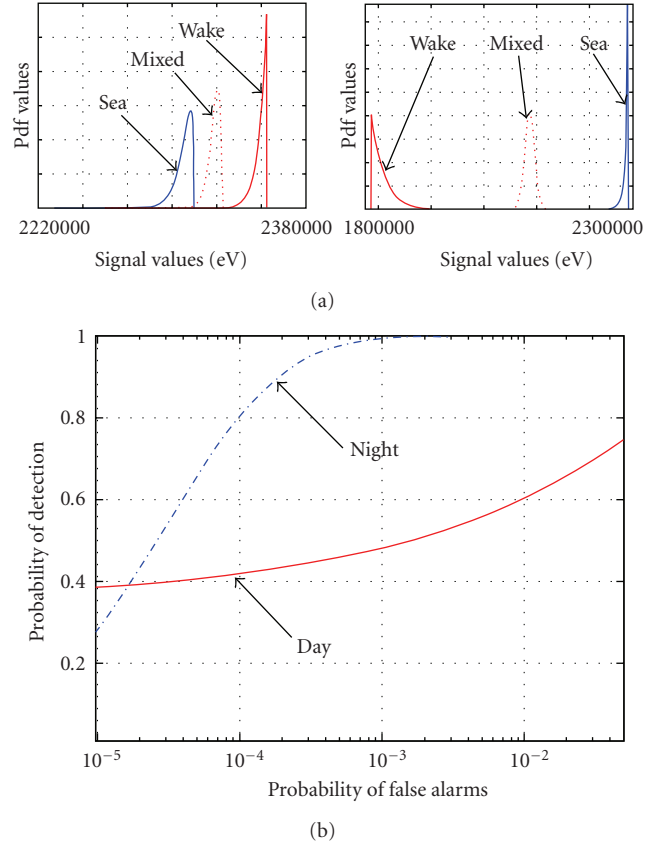 Pdf values
Wake
Mixed
Sea
2220000
2380000
Signal values (eV)
Pdf values
Wake
Mixed
Sea
1800000
2300000
Signal values (eV)
(a)
Probability of detection
1
0.8
0.6
0.4
0.2
Night
Day
10⁻⁵
10⁻⁴
10⁻³
10⁻²
Probability of false alarms
(b)